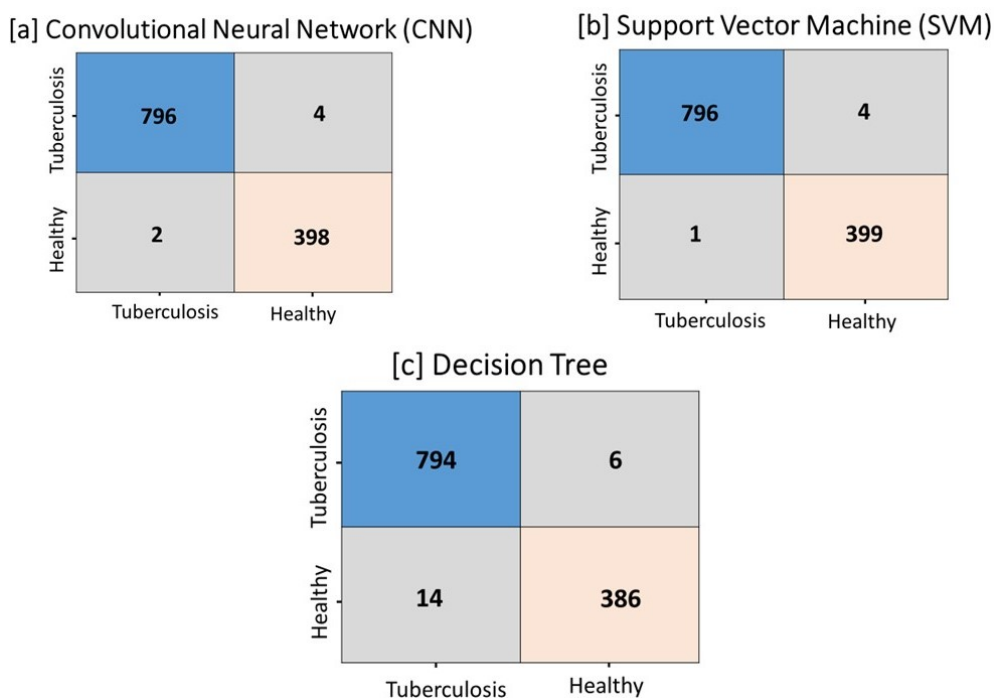 [a] Convolutional Neural Network (CNN)
Tuberculosis
796
4
Healthy
2
398
Tuberculosis
Healthy
[b] Support Vector Machine (SVM)
Tuberculosis
796
4
Healthy
1
399
Tuberculosis
Healthy
[c] Decision Tree
Tuberculosis
794
6
Healthy
14
386
Tuberculosis
Healthy